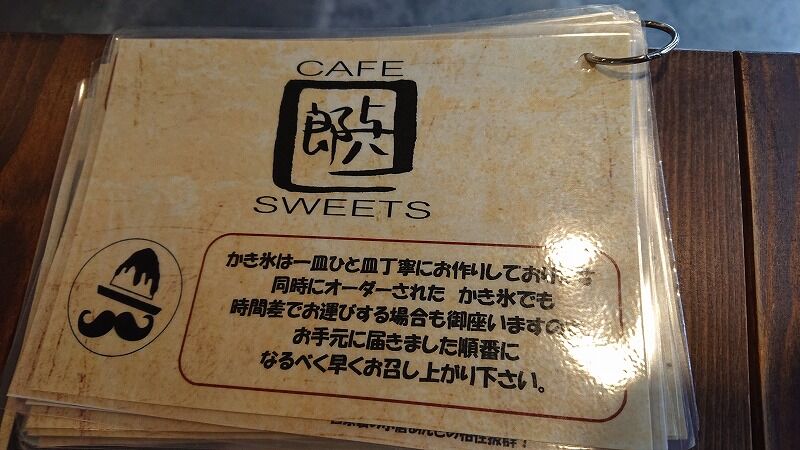 CAFE
与六郎
SWEETS
かき氷は一皿ひと皿丁寧にお作りしており
同時にオーダーされた かき氷でも
時間差でお運びする場合も御座いますの
お手元に届きました順番に
なるべく早くお召し上がり下さい。